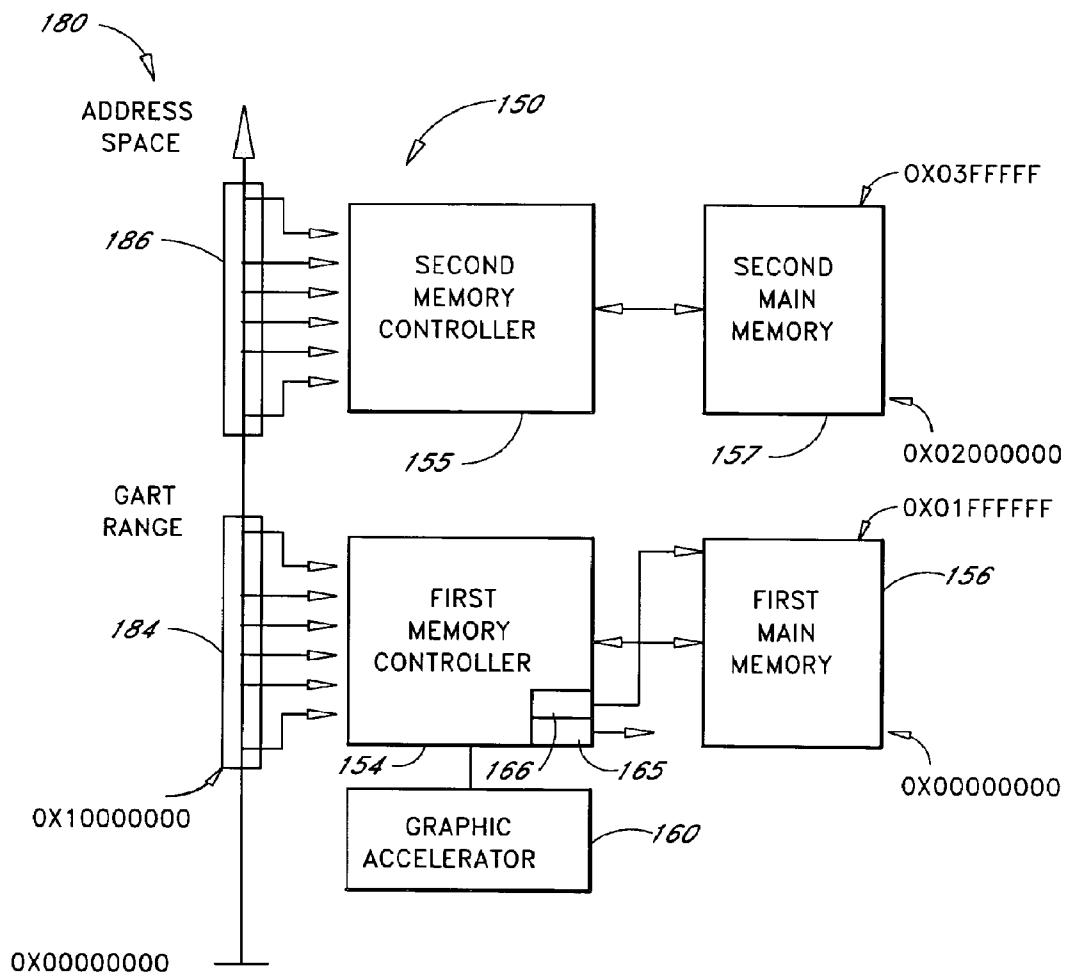 180
ADDRESS
SPACE
150
0X03FFFFF
186
SECOND
MEMORY
CONTROLLER
SECOND
MAIN
MEMORY
155
157
0X02000000
GART
RANGE
0X01FFFFFF
184
FIRST
MEMORY
CONTROLLER
FIRST
MAIN
MEMORY
156
154
166
165
0X10000000
0X00000000
GRAPHIC
ACCELERATOR
160
0X00000000